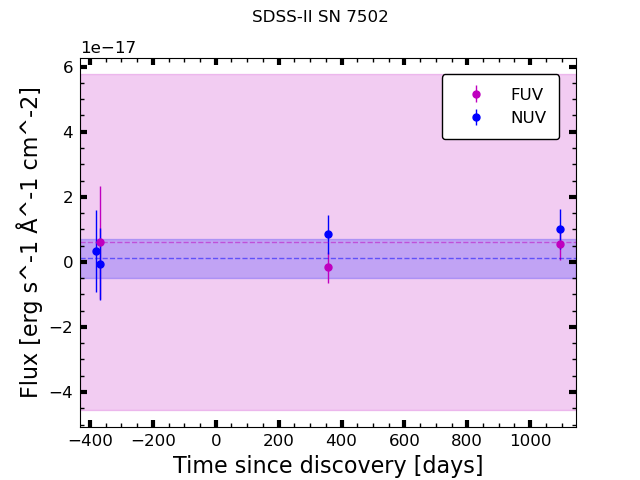 SDSS-II SN 7502
1e−17
FUV
NUV
6
4
2
0
−2
−4
Flux [erg s^-1 Å^-1 cm^-2]
−400 −200 0 200 400 600 800 1000
Time since discovery [days]